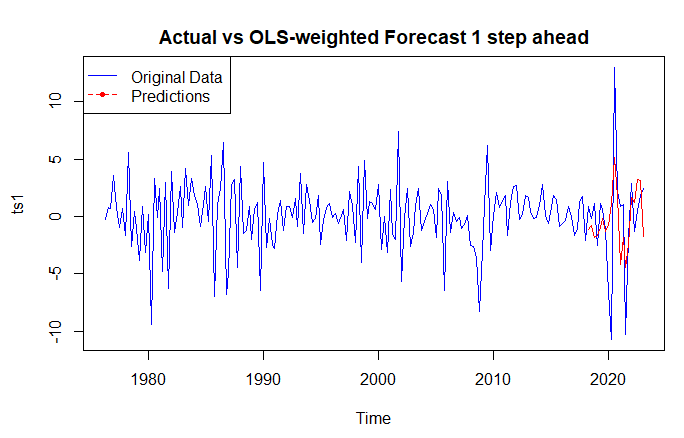 Actual vs OLS-weighted Forecast 1 step ahead
Original Data
Predictions
10
5
0
-5
-10
ts1
1980 1990 2000 2010 2020
Time